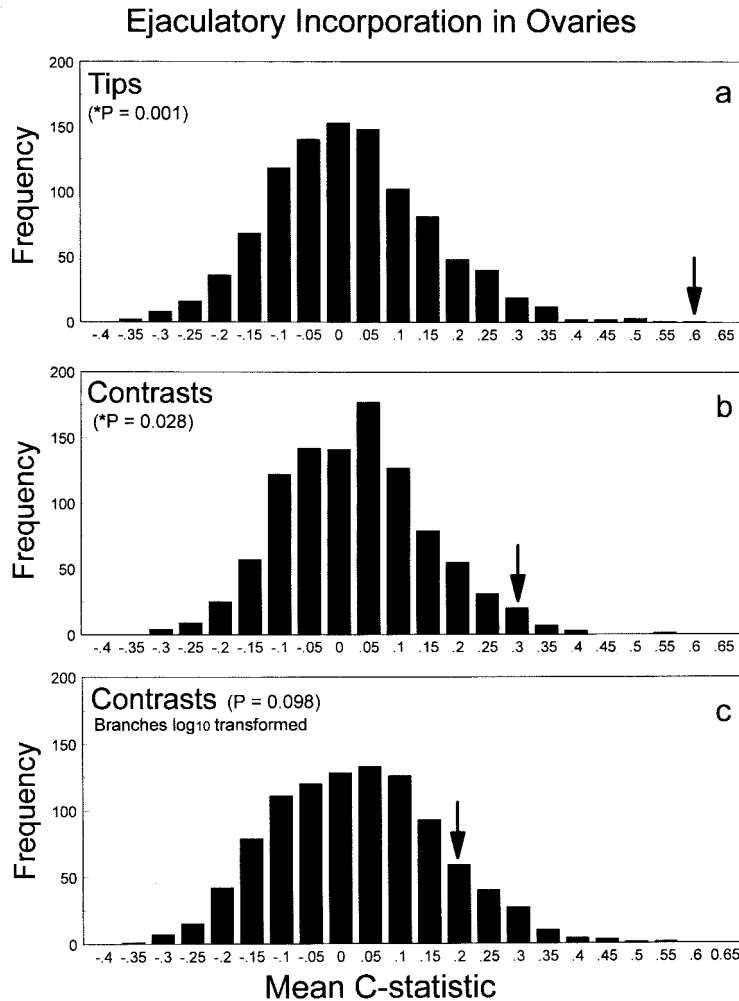 Ejaculatory Incorporation in Ovaries
Tips
(*P = 0.001)
a
Frequency
200
150
100
50
0
-.4 -.35 -.3 -.25 -.2 -.15 -.1 -.05 0 .05 .10 .15 .2 .25 .3 .35 .4 .45 .5 .55 .6 .65
Contrasts
(*P = 0.028)
b
Frequency
200
150
100
50
0
-.4 -.35 -.3 -.25 -.2 -.15 -.1 -.05 0 .05 .10 .15 .2 .25 .3 .35 .4 .45 .5 .55 .6 .65
Contrasts (P = 0.098)
Branches log10 transformed
c
Frequency
200
150
100
50
0
-.4 -.35 -.3 -.25 -.2 -.15 -.1 -.05 0 .05 .10 .15 .2 .25 .3 .35 .4 .45 .5 .55 .6 0.65
Mean C-statistic